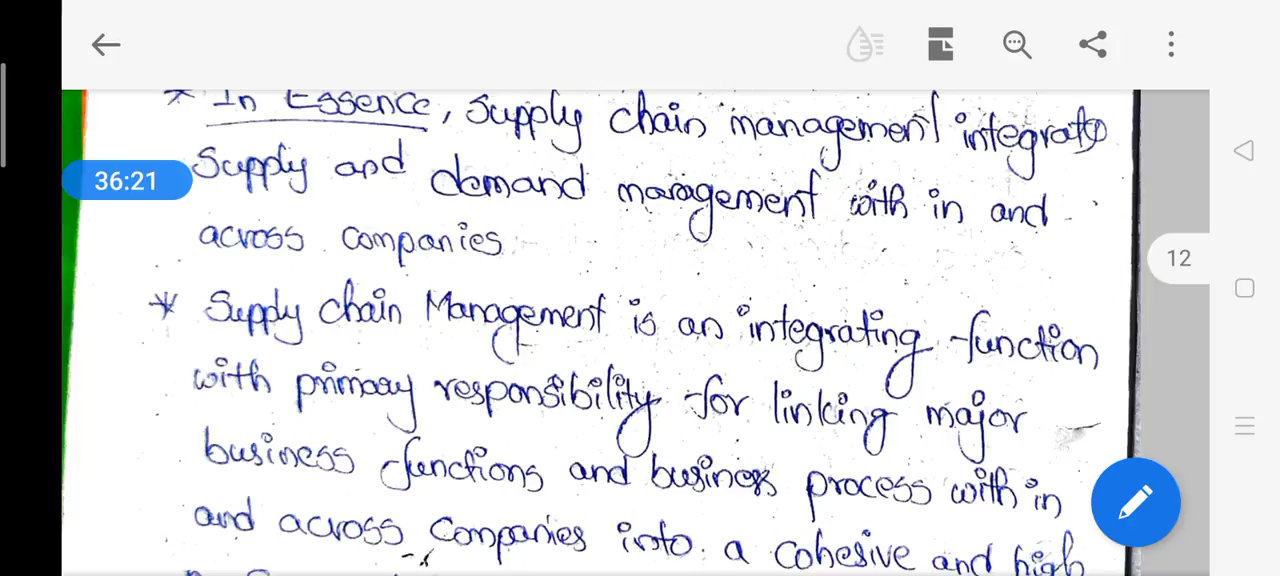 * In Essence, Supply chain management integrats
36:21
Supply and demand management with in and
across companies
12
* Supply chain Management is an integrating function
with primary responsibility for linking major
business functions and business process with in
and across Companies into a Cohesive and high